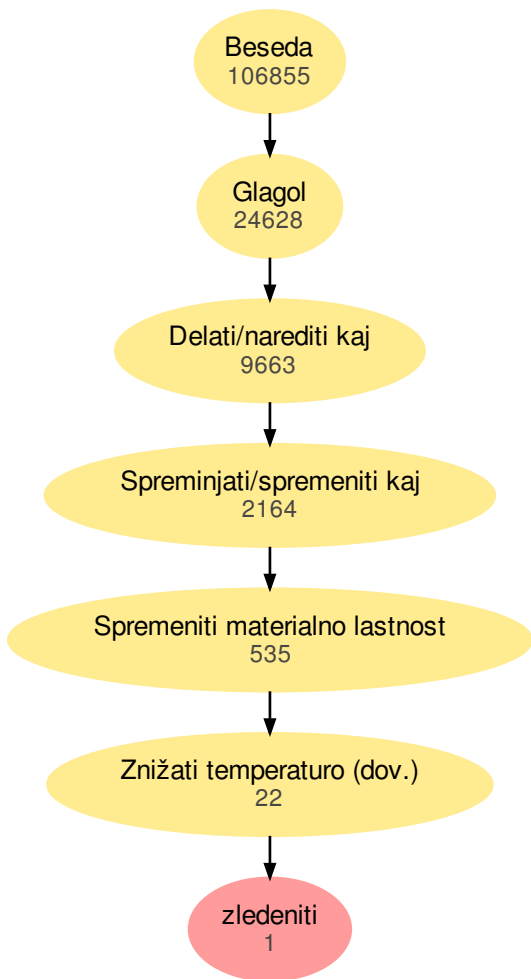 Beseda
106855
Glagol
24628
Delati/narediti kaj
9663
Spreminjati/spremeniti kaj
2164
Spremeniti materialno lastnost
535
Znižati temperaturo (dov.)
22
zledeniti
1